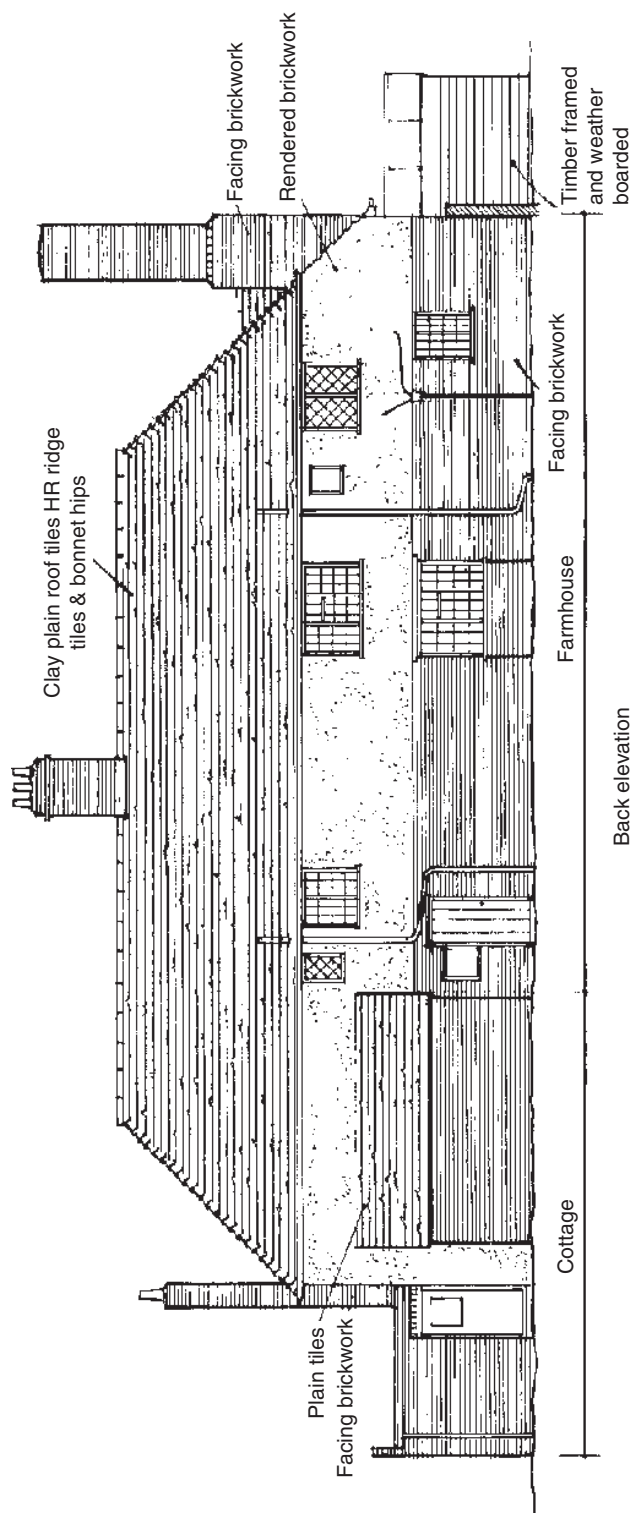 Clay plain roof tiles HR ridge
tiles & bonnet hips
Facing brickwork
Rendered brickwork
Plain tiles
Facing brickwork
Timber framed
and weather
boarded
Facing brickwork
Cottage
Farmhouse
Back elevation